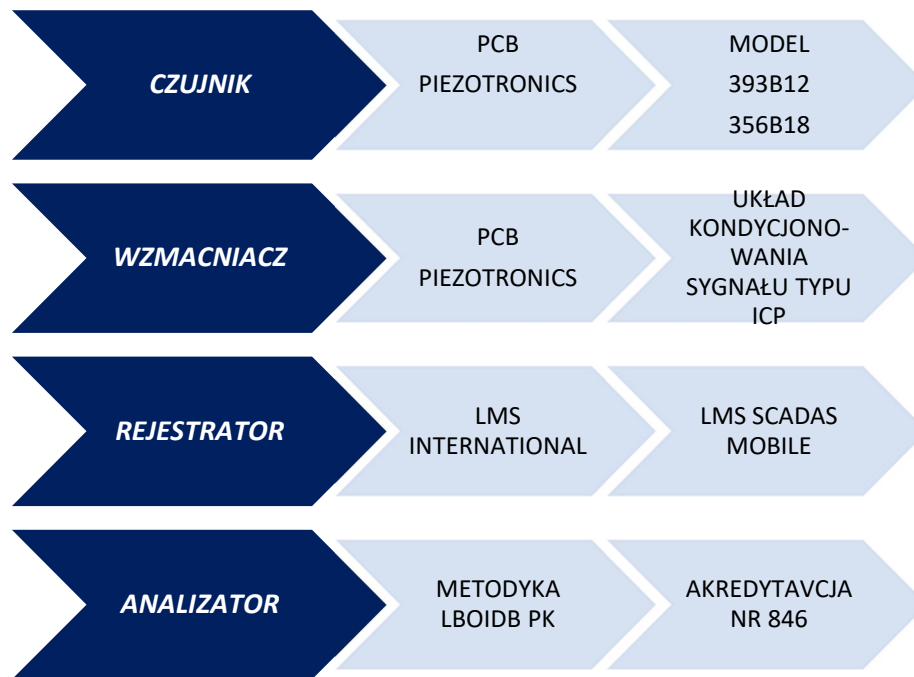 CZUJNIK
PCB
PIEZOTRONICS
MODEL
393B12
356B18
WZMACNIACZ
PCB
PIEZOTRONICS
UKŁAD
KONDYCJONO-
WANIA
SYGNAŁU TYPU
ICP
REJESTRATOR
LMS
INTERNATIONAL
LMS SCADAS
MOBILE
ANALIZATOR
METODYKA
LBOIDB PK
AKREDYTAVCJA
NR 846